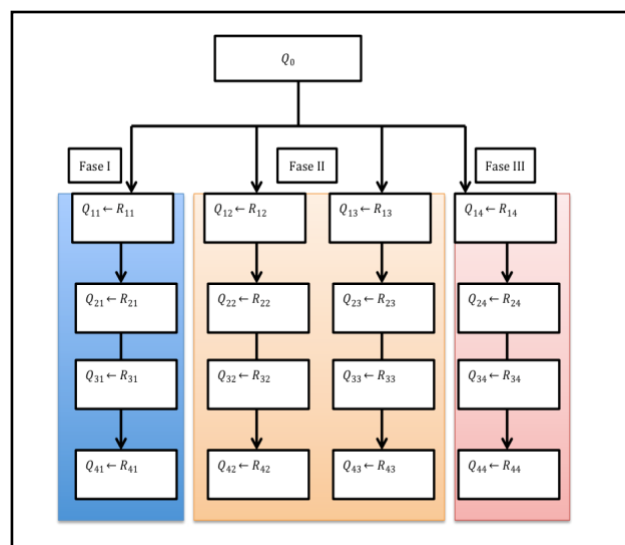 Q₀
Fase I
Fase II
Fase III
Q₁₁ ← R₁₁
Q₁₂ ← R₁₂
Q₁₃ ← R₁₃
Q₁₄ ← R₁₄
Q₂₁ ← R₂₁
Q₂₂ ← R₂₂
Q₂₃ ← R₂₃
Q₂₄ ← R₂₄
Q₃₁ ← R₃₁
Q₃₂ ← R₃₂
Q₃₃ ← R₃₃
Q₃₄ ← R₃₄
Q₄₁ ← R₄₁
Q₄₂ ← R₄₂
Q₄₃ ← R₄₃
Q₄₄ ← R₄₄